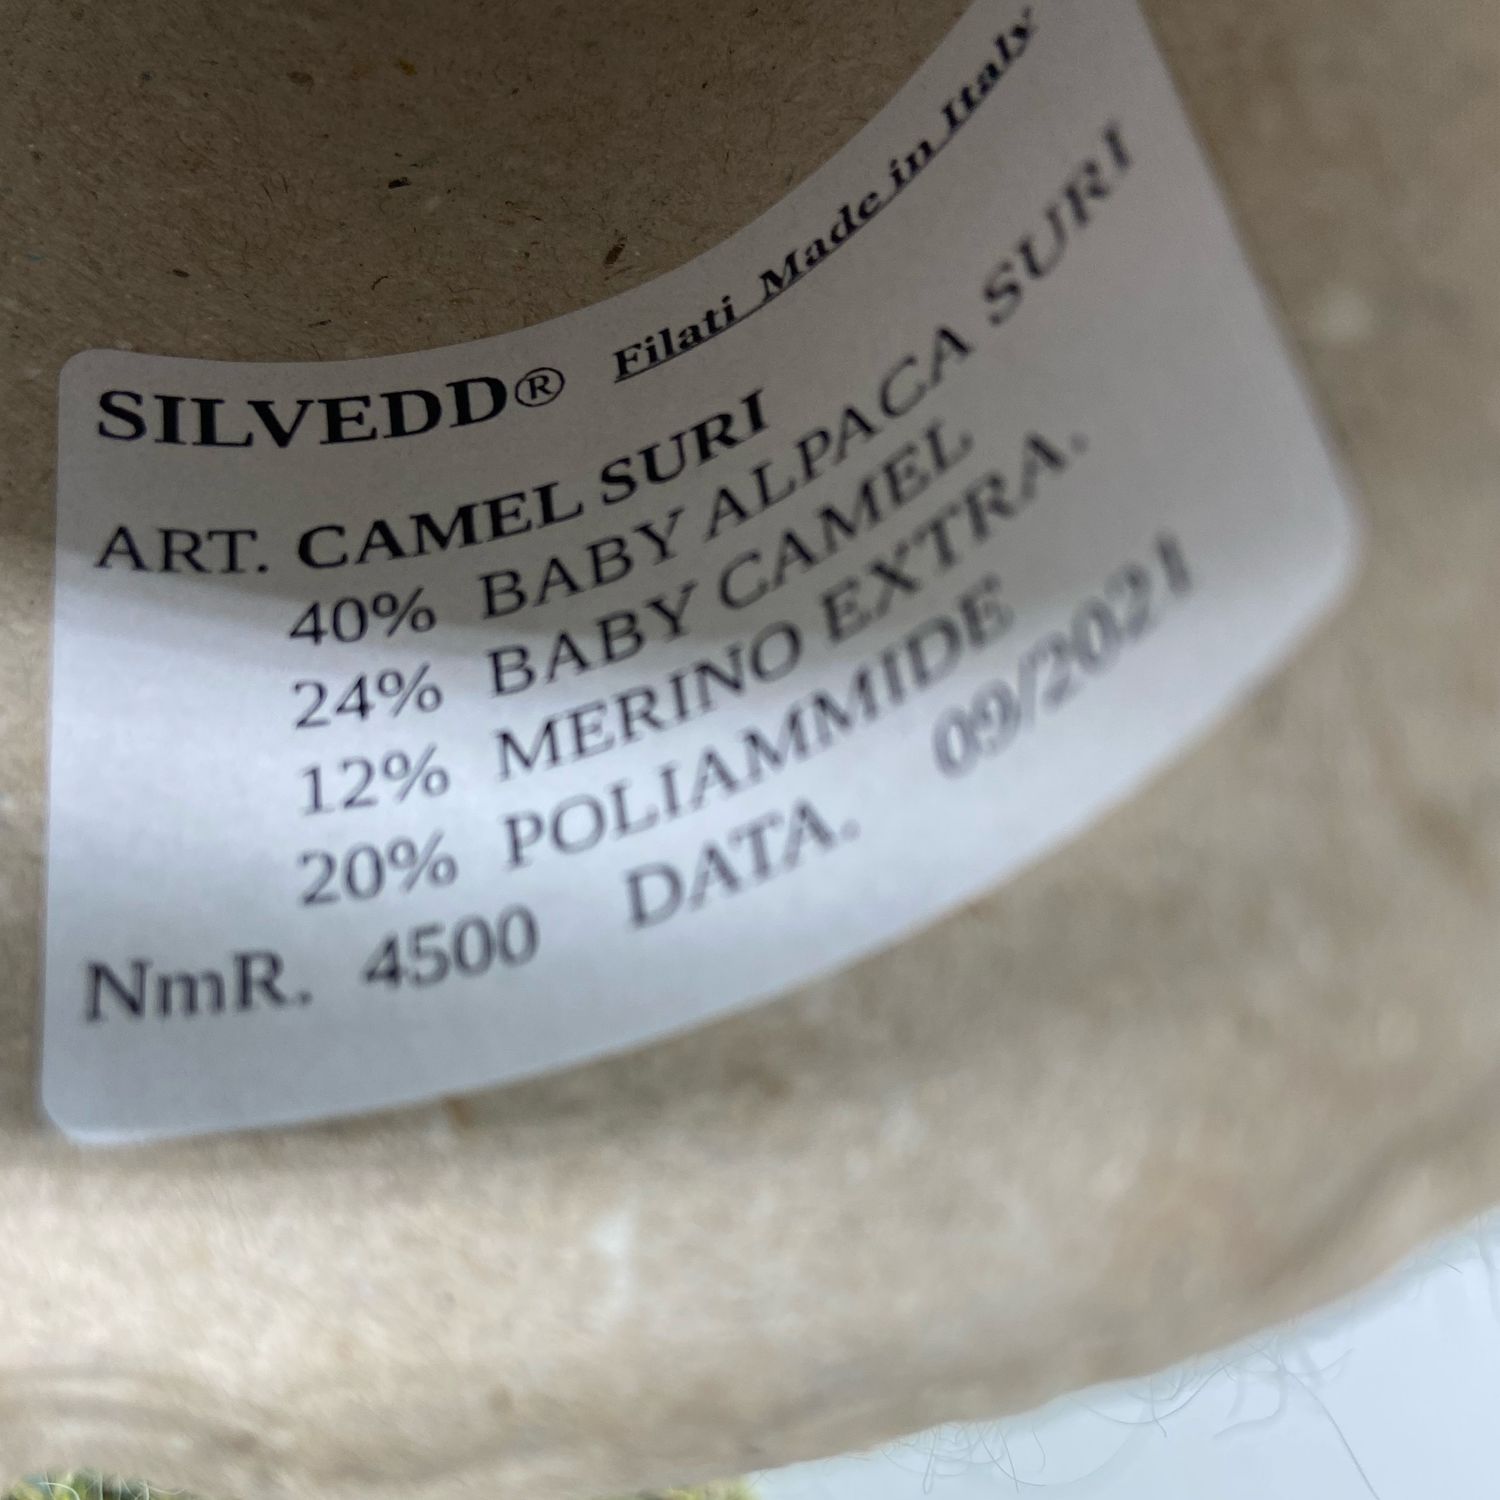 SILVEDD® Filati Made in Italy
ART. CAMEL SURI
40% BABY ALPACA SURI
24% BABY CAMEL
12% MERINO EXTRA.
20% POLIAMMIDE
NmR. 4500 DATA. 09/2021